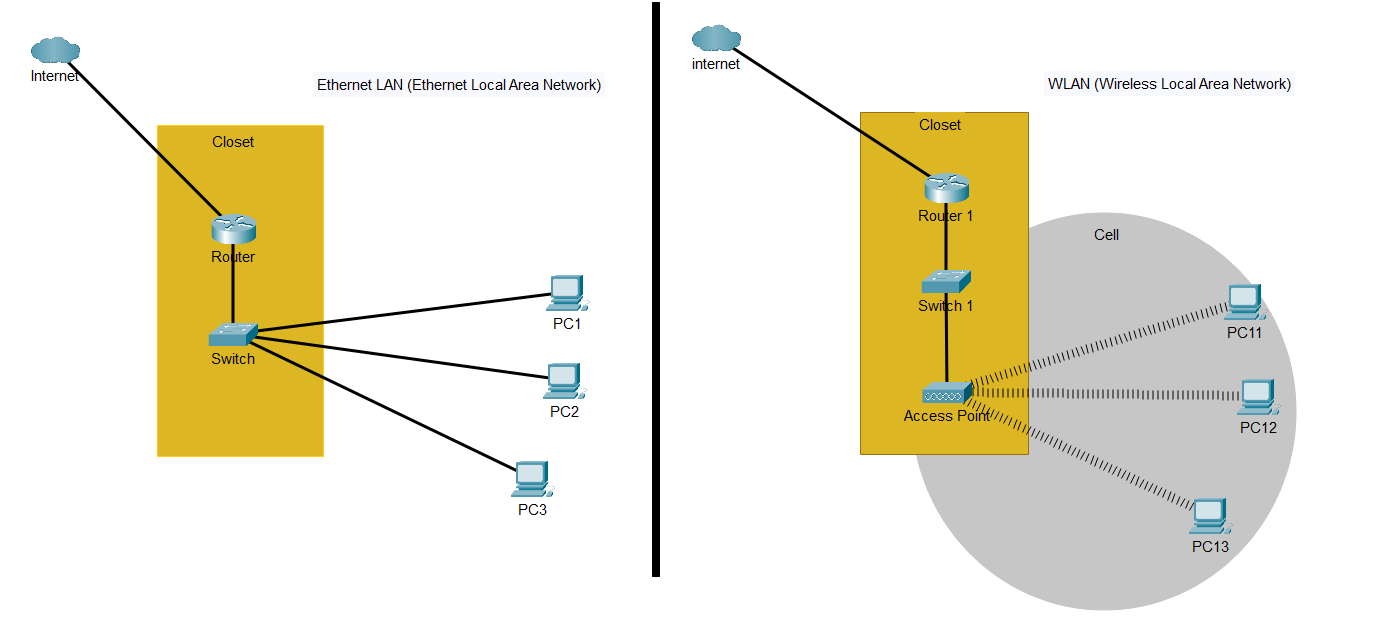 Internet
Ethernet LAN (Ethernet Local Area Network)
Closet
Router
Switch
PC1
PC2
PC3
internet
WLAN (Wireless Local Area Network)
Closet
Router 1
Switch 1
Access Point
Cell
PC11
PC12
PC13